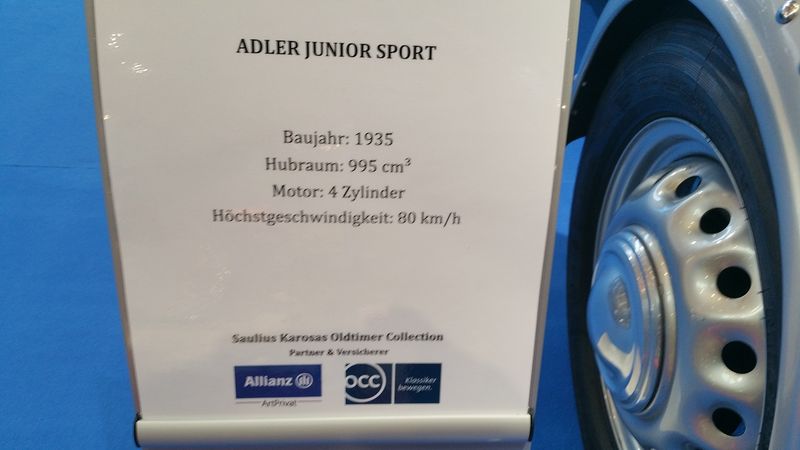 ADLER JUNIOR SPORT
Baujahr: 1935
Hubraum: 995 cm³
Motor: 4 Zylinder
Höchstgeschwindigkeit: 80 km/h
Saulius Karosas Oldtimer Collection
Partner & Versicherer
Allianz
ArtPrivat
OCC
Klassiker
bewegen.